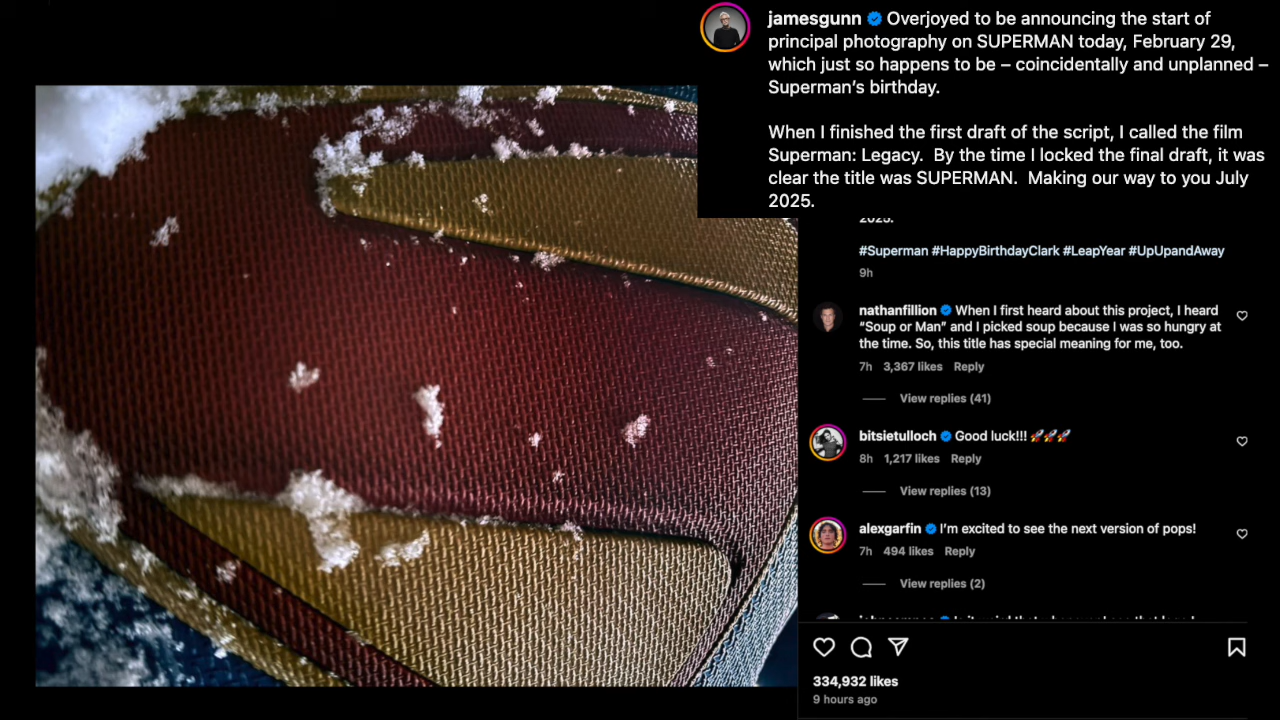 jamesgunn Overjoyed to be announcing the start of
principal photography on SUPERMAN today, February 29,
which just so happens to be – coincidentally and unplanned –
Superman's birthday.
When I finished the first draft of the script, I called the film
Superman: Legacy.  By the time I locked the final draft, it was
clear the title was SUPERMAN.  Making our way to you July
2025.
2025.
#Superman #HappyBirthdayClark #LeapYear #UpUpandAway
9h
nathanfillion When I first heard about this project, I heard
“Soup or Man” and I picked soup because I was so hungry at
the time. So, this title has special meaning for me, too.
7h 3,367 likes Reply
View replies (41)
bitsietulloch Good luck!!! 🚀🚀🚀
8h 1,217 likes Reply
View replies (13)
alexgarfin I'm excited to see the next version of pops!
7h 494 likes Reply
View replies (2)
334,932 likes
9 hours ago